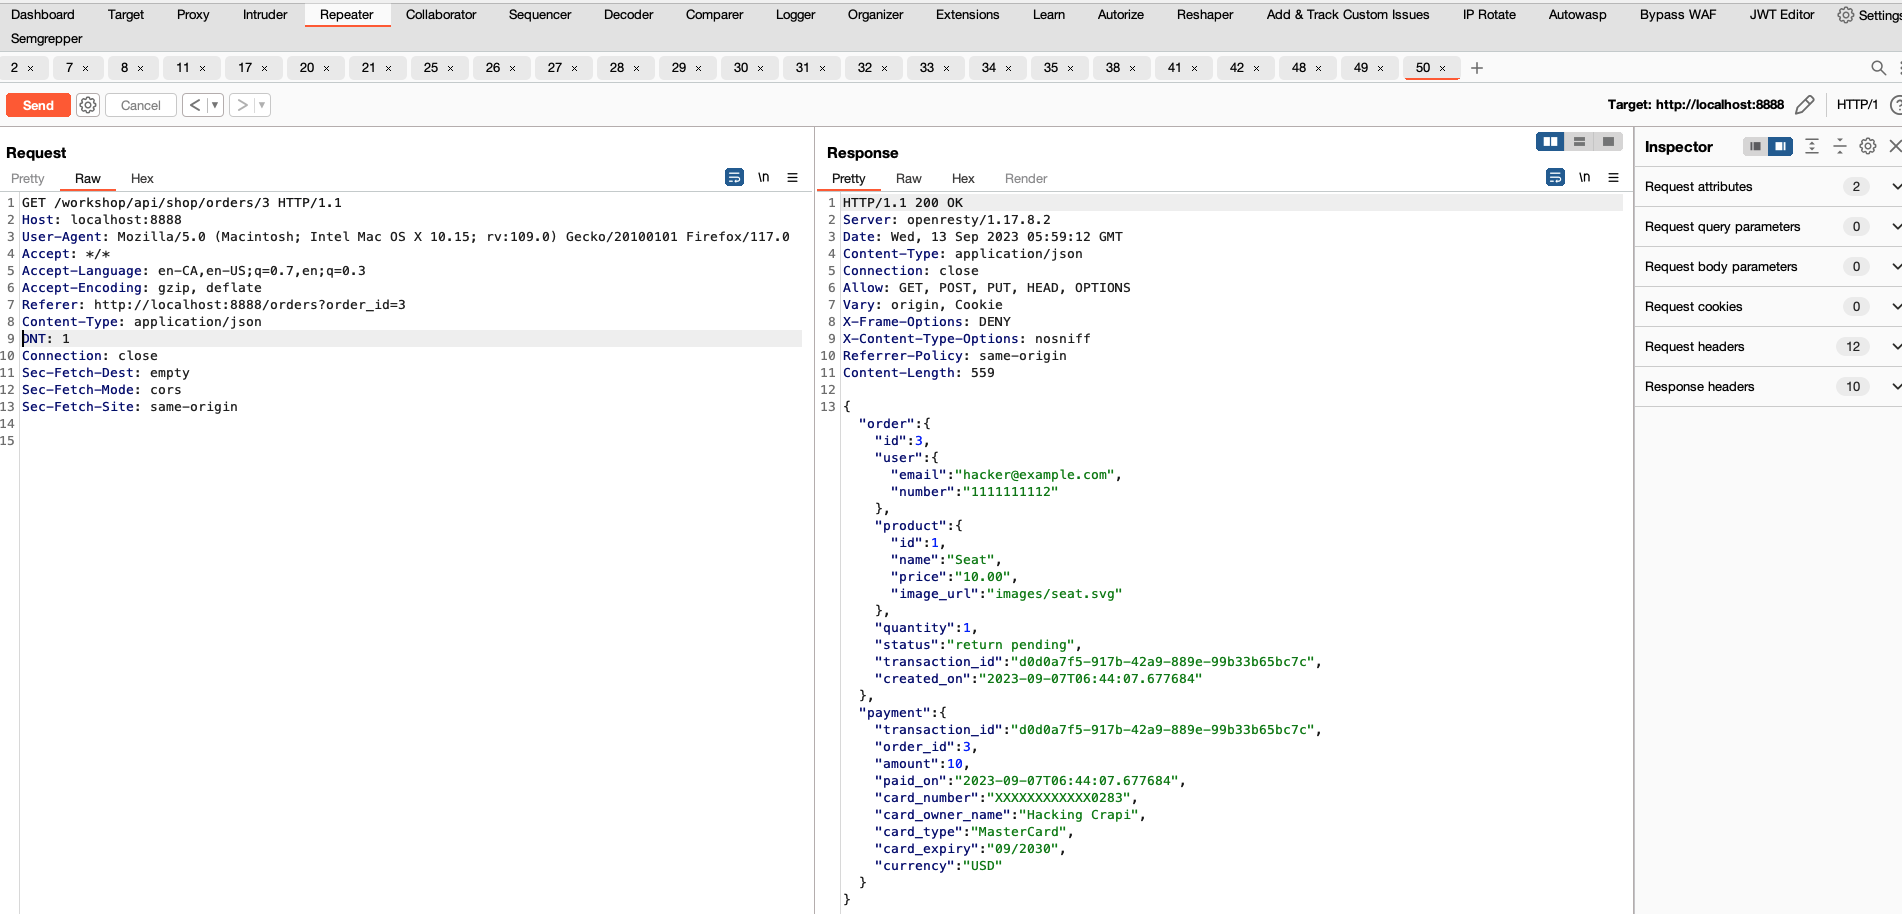 Dashboard Target Proxy Intruder Repeater Collaborator Sequencer Decoder Comparer Logger Organizer Extensions Learn Autorize Reshaper Add & Track Custom Issues IP Rotate Autowasp Bypass WAF JWT Editor Settings
Semgrepper
2 × 7 × 8 × 11 × 17 × 20 × 21 × 25 × 26 × 27 × 28 × 29 × 30 × 31 × 32 × 33 × 34 × 35 × 38 × 41 × 42 × 48 × 49 × 50 × +
Send Cancel < > Target: http://localhost:8888 HTTP/1 ?
Request
Pretty Raw Hex \n
1 GET /workshop/api/shop/orders/3 HTTP/1.1
2 Host: localhost:8888
3 User-Agent: Mozilla/5.0 (Macintosh; Intel Mac OS X 10.15; rv:109.0) Gecko/20100101 Firefox/117.0
4 Accept: */*
5 Accept-Language: en-CA,en-US;q=0.7,en;q=0.3
6 Accept-Encoding: gzip, deflate
7 Referer: http://localhost:8888/orders?order_id=3
8 Content-Type: application/json
9 DNT: 1
10 Connection: close
11 Sec-Fetch-Dest: empty
12 Sec-Fetch-Mode: cors
13 Sec-Fetch-Site: same-origin
14
15
Response
Pretty Raw Hex Render \n
1 HTTP/1.1 200 OK
2 Server: openresty/1.17.8.2
3 Date: Wed, 13 Sep 2023 05:59:12 GMT
4 Content-Type: application/json
5 Connection: close
6 Allow: GET, POST, PUT, HEAD, OPTIONS
7 Vary: origin, Cookie
8 X-Frame-Options: DENY
9 X-Content-Type-Options: nosniff
10 Referrer-Policy: same-origin
11 Content-Length: 559
12
13 {
"order":{
"id":3,
"user":{
"email":"hacker@example.com",
"number":"1111111112"
},
"product":{
"id":1,
"name":"Seat",
"price":"10.00",
"image_url":"images/seat.svg"
},
"quantity":1,
"status":"return pending",
"transaction_id":"d0d0a7f5-917b-42a9-889e-99b33b65bc7c",
"created_on":"2023-09-07T06:44:07.677684"
},
"payment":{
"transaction_id":"d0d0a7f5-917b-42a9-889e-99b33b65bc7c",
"order_id":3,
"amount":10,
"paid_on":"2023-09-07T06:44:07.677684",
"card_number":"XXXXXXXXXXXX0283",
"card_owner_name":"Hacking Crapi",
"card_type":"MasterCard",
"card_expiry":"09/2030",
"currency":"USD"
}
}
Inspector
Request attributes 2
Request query parameters 0
Request body parameters 0
Request cookies 0
Request headers 12
Response headers 10